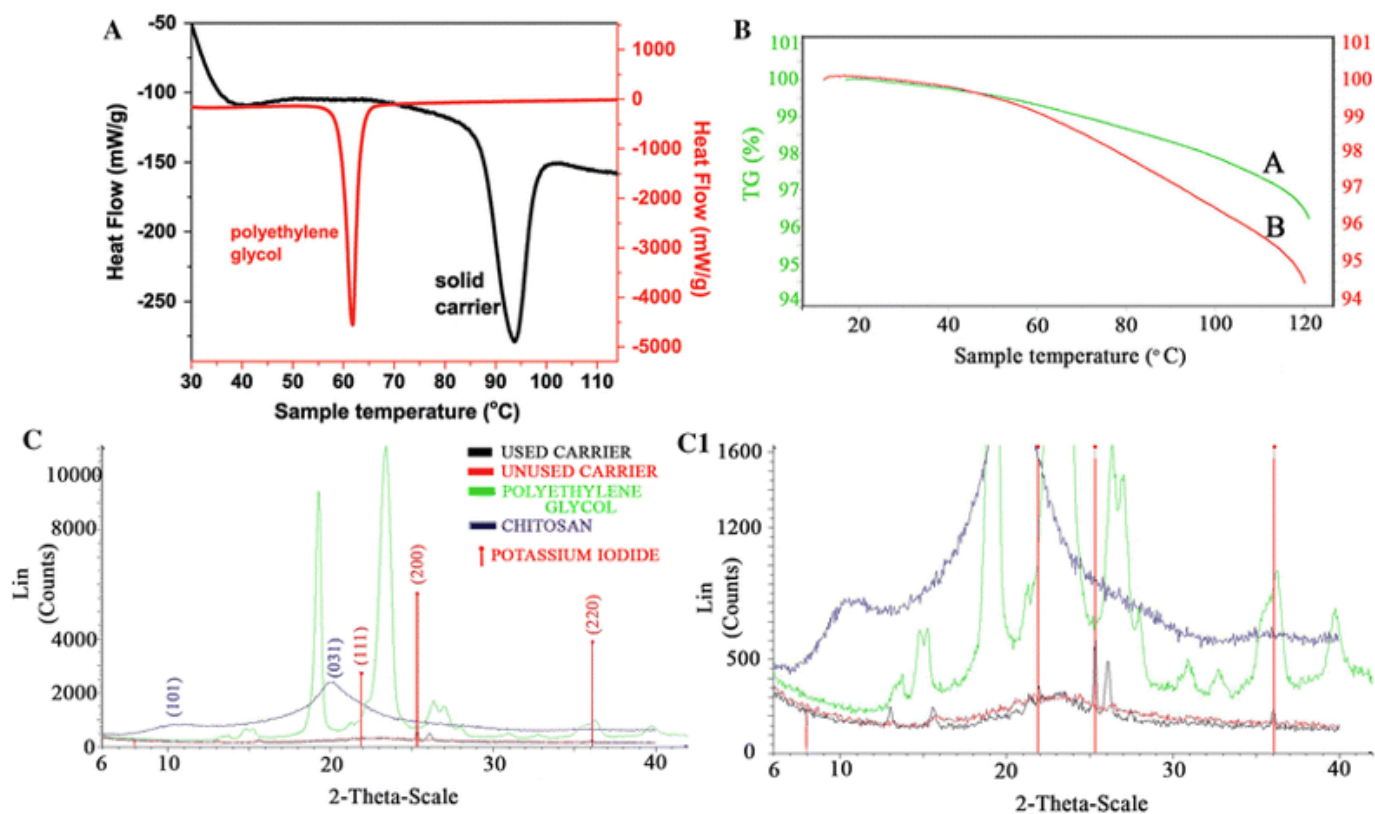 A
-50
-100
-150
-200
-250
Heat Flow (mW/g)
1000
0
-1000
-2000
-3000
-4000
-5000
Heat Flow (mW/g)
polyethylene
glycol
solid
carrier
30 40 50 60 70 80 90 100 110
Sample temperature (°C)
B
101
100
99
98
97
96
95
94
TG (%)
101
100
99
98
97
96
95
94
A
B
20 40 60 80 100 120
Sample temperature (°C)
C
10000
8000
4000
2000
0
Lin
(Counts)
USED CARRIER
UNUSED CARRIER
POLYETHYLENE
GLYCOL
CHITOSAN
POTASSIUM IODIDE
(101)
(031)
(111)
(200)
(220)
6 20 30 40
2-Theta-Scale
C1
1600
1200
500
0
Lin
(Counts)
6 10 20 30 40
2-Theta-Scale